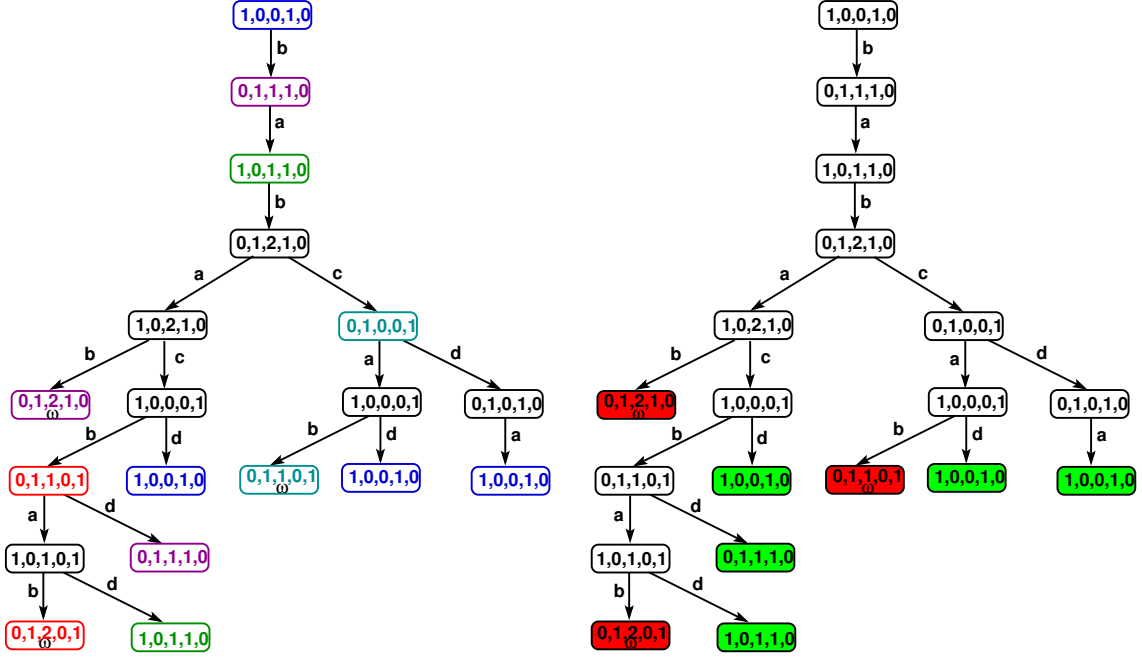 1,0,0,1,0 1,0,0,1,0
b b
0,1,1,1,0 0,1,1,1,0
a a
1,0,1,1,0 1,0,1,1,0
b b
0,1,2,1,0 0,1,2,1,0
a c a c
1,0,2,1,0 0,1,0,0,1 1,0,2,1,0 0,1,0,0,1
b c a d b c a d
0,1,2,1,0 1,0,0,0,1 1,0,0,0,1 0,1,0,1,0 0,1,2,1,0 1,0,0,0,1 1,0,0,0,1 0,1,0,1,0
ω ω
b d b d a b d b d a
0,1,1,0,1 1,0,0,1,0 0,1,1,0,1 1,0,0,1,0 1,0,0,1,0 0,1,1,0,1 1,0,0,1,0 0,1,1,0,1 1,0,0,1,0 1,0,0,1,0
ω ω
a d a d
1,0,1,0,1 0,1,1,1,0 1,0,1,0,1 0,1,1,1,0
b d b d
0,1,2,0,1 1,0,1,1,0 0,1,2,0,1 1,0,1,1,0
ω ω